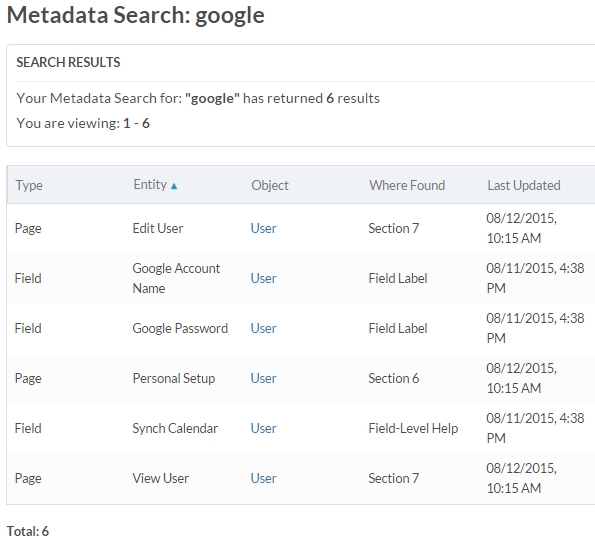 Metadata Search: google
SEARCH RESULTS
Your Metadata Search for: "google" has returned 6 results
You are viewing: 1 - 6
Type Entity ▲ Object Where Found Last Updated
Page Edit User User Section 7 08/12/2015, 10:15 AM
Field Google Account Name User Field Label 08/11/2015, 4:38 PM
Field Google Password User Field Label 08/11/2015, 4:38 PM
Page Personal Setup User Section 6 08/12/2015, 10:15 AM
Field Synch Calendar User Field-Level Help 08/11/2015, 4:38 PM
Page View User User Section 7 08/12/2015, 10:15 AM
Total: 6